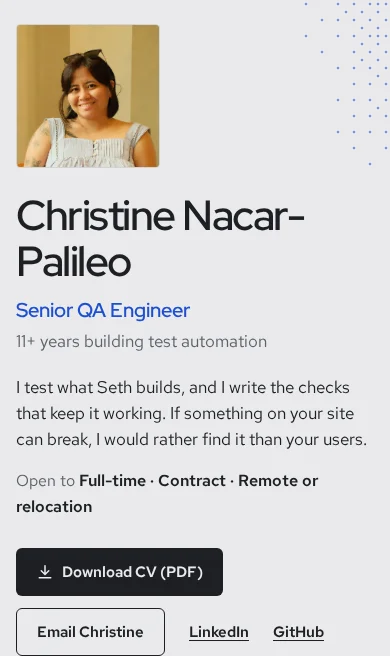 Christine Nacar-
Palileo
Senior QA Engineer
11+ years building test automation
I test what Seth builds, and I write the checks
that keep it working. If something on your site
can break, I would rather find it than your users.
Open to Full-time · Contract · Remote or
relocation
Download CV (PDF)
Email Christine LinkedIn GitHub